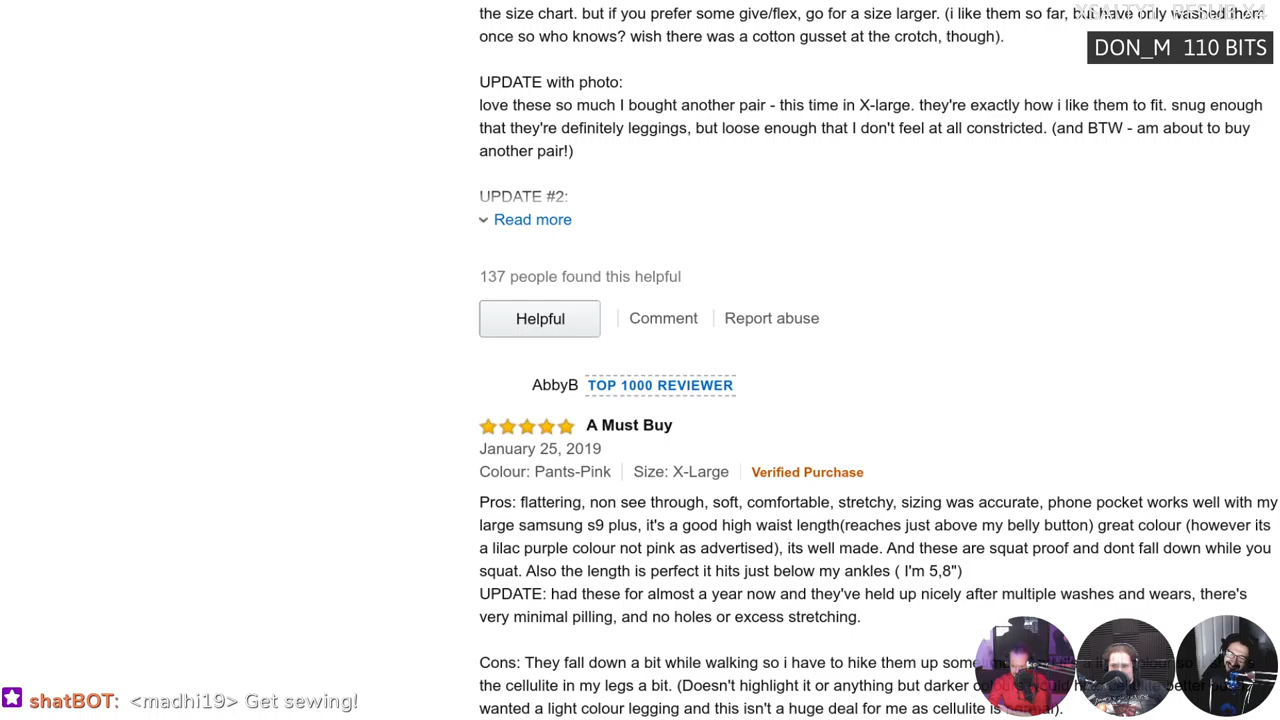 the size chart. but if you prefer some give/flex, go for a size larger. (i like them so far, but have only washed them
XSALTY1 RESUB X4
once so who knows? wish there was a cotton gusset at the crotch, though).
DON_M 110 BITS
UPDATE with photo:
love these so much I bought another pair - this time in X-large. they're exactly how i like them to fit. snug enough
that they're definitely leggings, but loose enough that I don't feel at all constricted. (and BTW - am about to buy
another pair!)
UPDATE #2:
Read more
137 people found this helpful
Helpful
Comment
Report abuse
AbbyB TOP 1000 REVIEWER
A Must Buy
January 25, 2019
Colour: Pants-Pink
Size: X-Large
Verified Purchase
Pros: flattering, non see through, soft, comfortable, stretchy, sizing was accurate, phone pocket works well with my
large samsung s9 plus, it's a good high waist length(reaches just above my belly button) great colour (however its
a lilac purple colour not pink as advertised), its well made. And these are squat proof and dont fall down while you
squat. Also the length is perfect it hits just below my ankles ( I'm 5,8")
UPDATE: had these for almost a year now and they've held up nicely after multiple washes and wears, there's
very minimal pilling, and no holes or excess stretching.
Cons: They fall down a bit while walking so i have to hike them up
the cellulite in my legs a bit. (Doesn't highlight it or anything but darker
wanted a light colour legging and this isn't a huge deal for me as cellulite is
shatBOT: <madhi19> Get sewing!